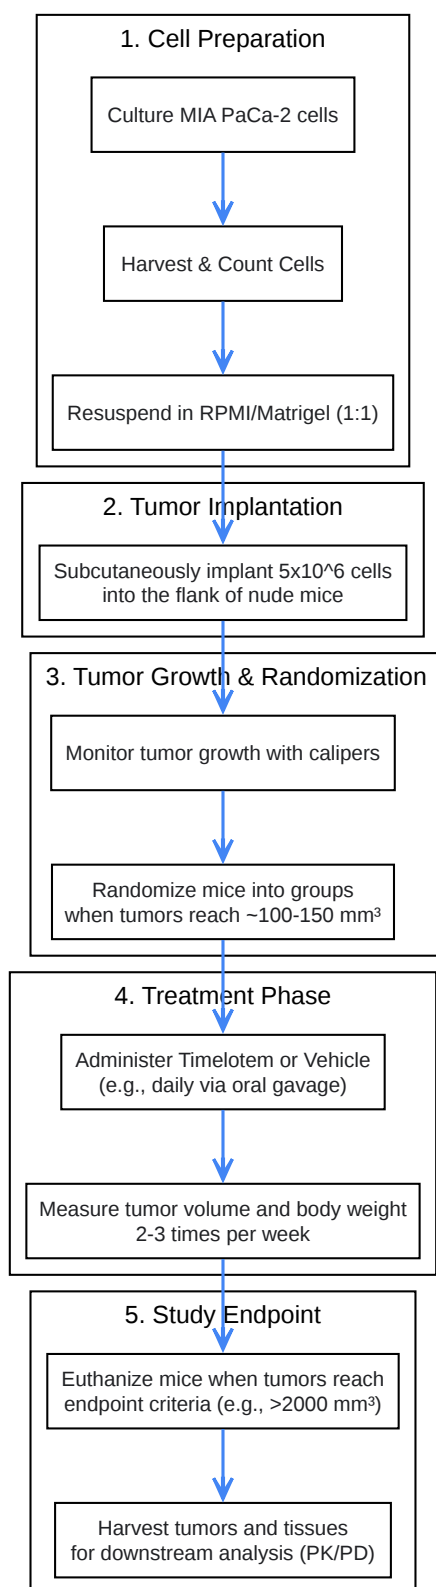 1. Cell Preparation
Culture MIA PaCa-2 cells
Harvest & Count Cells
Resuspend in RPMI/Matrigel (1:1)
2. Tumor Implantation
Subcutaneously implant 5x10^6 cells
into the flank of nude mice
3. Tumor Growth & Randomization
Monitor tumor growth with calipers
Randomize mice into groups
when tumors reach ~100-150 mm³
4. Treatment Phase
Administer Timelotem or Vehicle
(e.g., daily via oral gavage)
Measure tumor volume and body weight
2-3 times per week
5. Study Endpoint
Euthanize mice when tumors reach
endpoint criteria (e.g., >2000 mm³)
Harvest tumors and tissues
for downstream analysis (PK/PD)